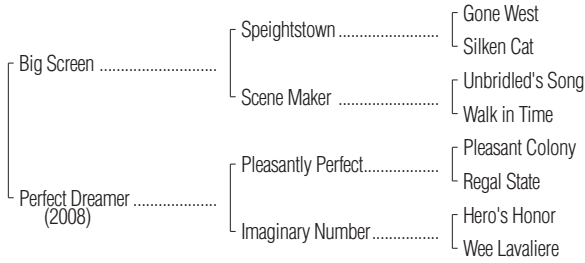 Gone West
Speightstown ..................
Silken Cat
Big Screen .....................
Unbridled's Song
Scene Maker ..................
Walk in Time
Pleasant Colony
Pleasantly Perfect.............
Regal State
Perfect Dreamer ...............
(2008)
Hero's Honor
Imaginary Number............
Wee Lavaliere